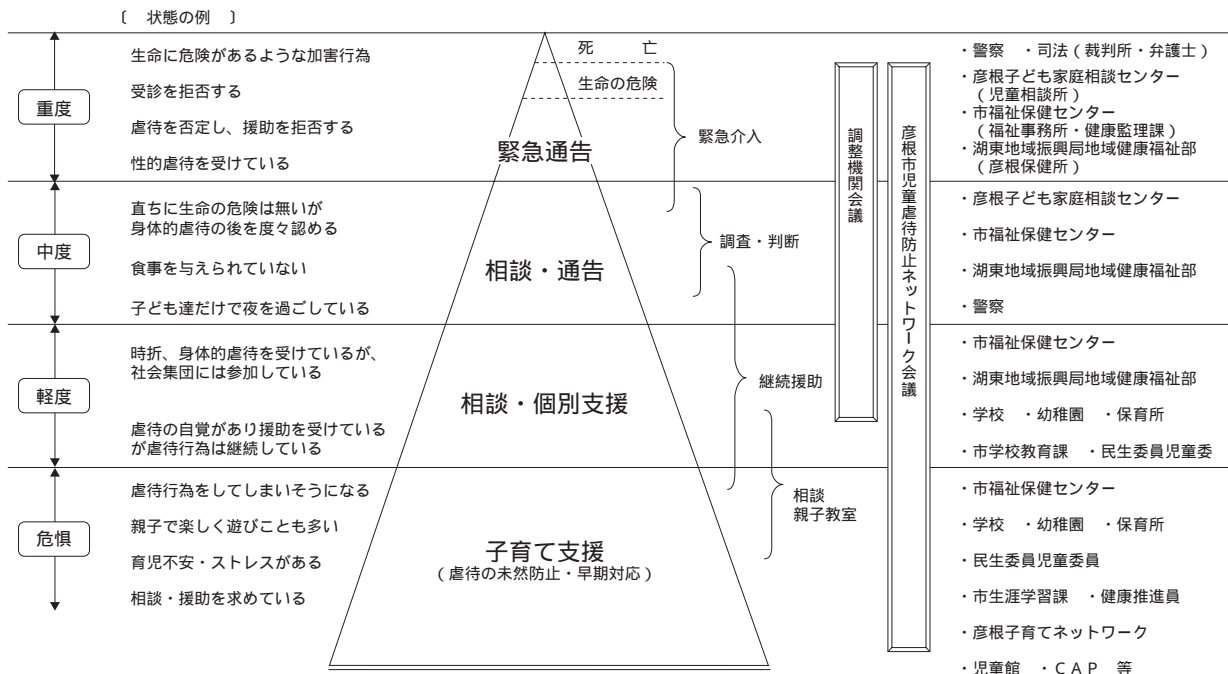 〔 状態の例 〕
重度
生命に危険があるような加害行為
受診を拒否する
虐待を否定し、援助を拒否する
性的虐待を受けている
死 亡
生命の危険
緊急通告
緊急介入
・警察 ・司法(裁判所・弁護士)
・彦根子ども家庭相談センター
(児童相談所)
・市福祉保健センター
(福祉事務所・健康監理課)
・湖東地域振興局地域健康福祉部
(彦根保健所)
調整機関会議
彦根市児童虐待防止ネットワーク会議
中度
直ちに生命の危険は無いが
身体的虐待の後を度々認める
食事を与えられていない
子ども達だけで夜を過ごしている
相談・通告
調査・判断
・彦根子ども家庭相談センター
・市福祉保健センター
・湖東地域振興局地域健康福祉部
・警察
軽度
時折、身体的虐待を受けているが、
社会集団には参加している
虐待の自覚があり援助を受けている
が虐待行為は継続している
相談・個別支援
継続援助
・市福祉保健センター
・湖東地域振興局地域健康福祉部
・学校 ・幼稚園 ・保育所
・市学校教育課 ・民生委員児童委
危惧
虐待行為をしてしまいそうになる
親子で楽しく遊びことも多い
育児不安・ストレスがある
相談・援助を求めている
子育て支援
(虐待の未然防止・早期対応)
相談
親子教室
・市福祉保健センター
・学校 ・幼稚園 ・保育所
・民生委員児童委員
・市生涯学習課 ・健康推進員
・彦根子育てネットワーク
・児童館 ・CAP 等